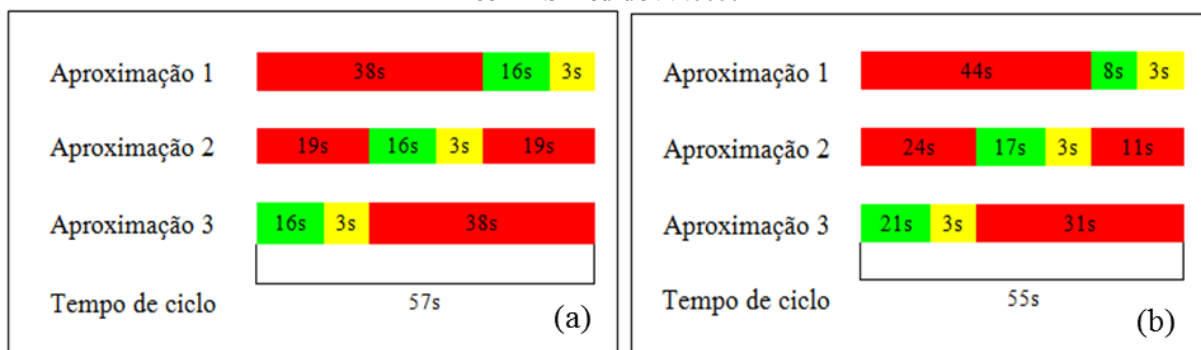 Aproximação 1 38s 16s 3s
Aproximação 2 19s 16s 3s 19s
Aproximação 3 16s 3s 38s
Tempo de ciclo 57s (a)
Aproximação 1 44s 8s 3s
Aproximação 2 24s 17s 3s 11s
Aproximação 3 21s 3s 31s
Tempo de ciclo 55s (b)